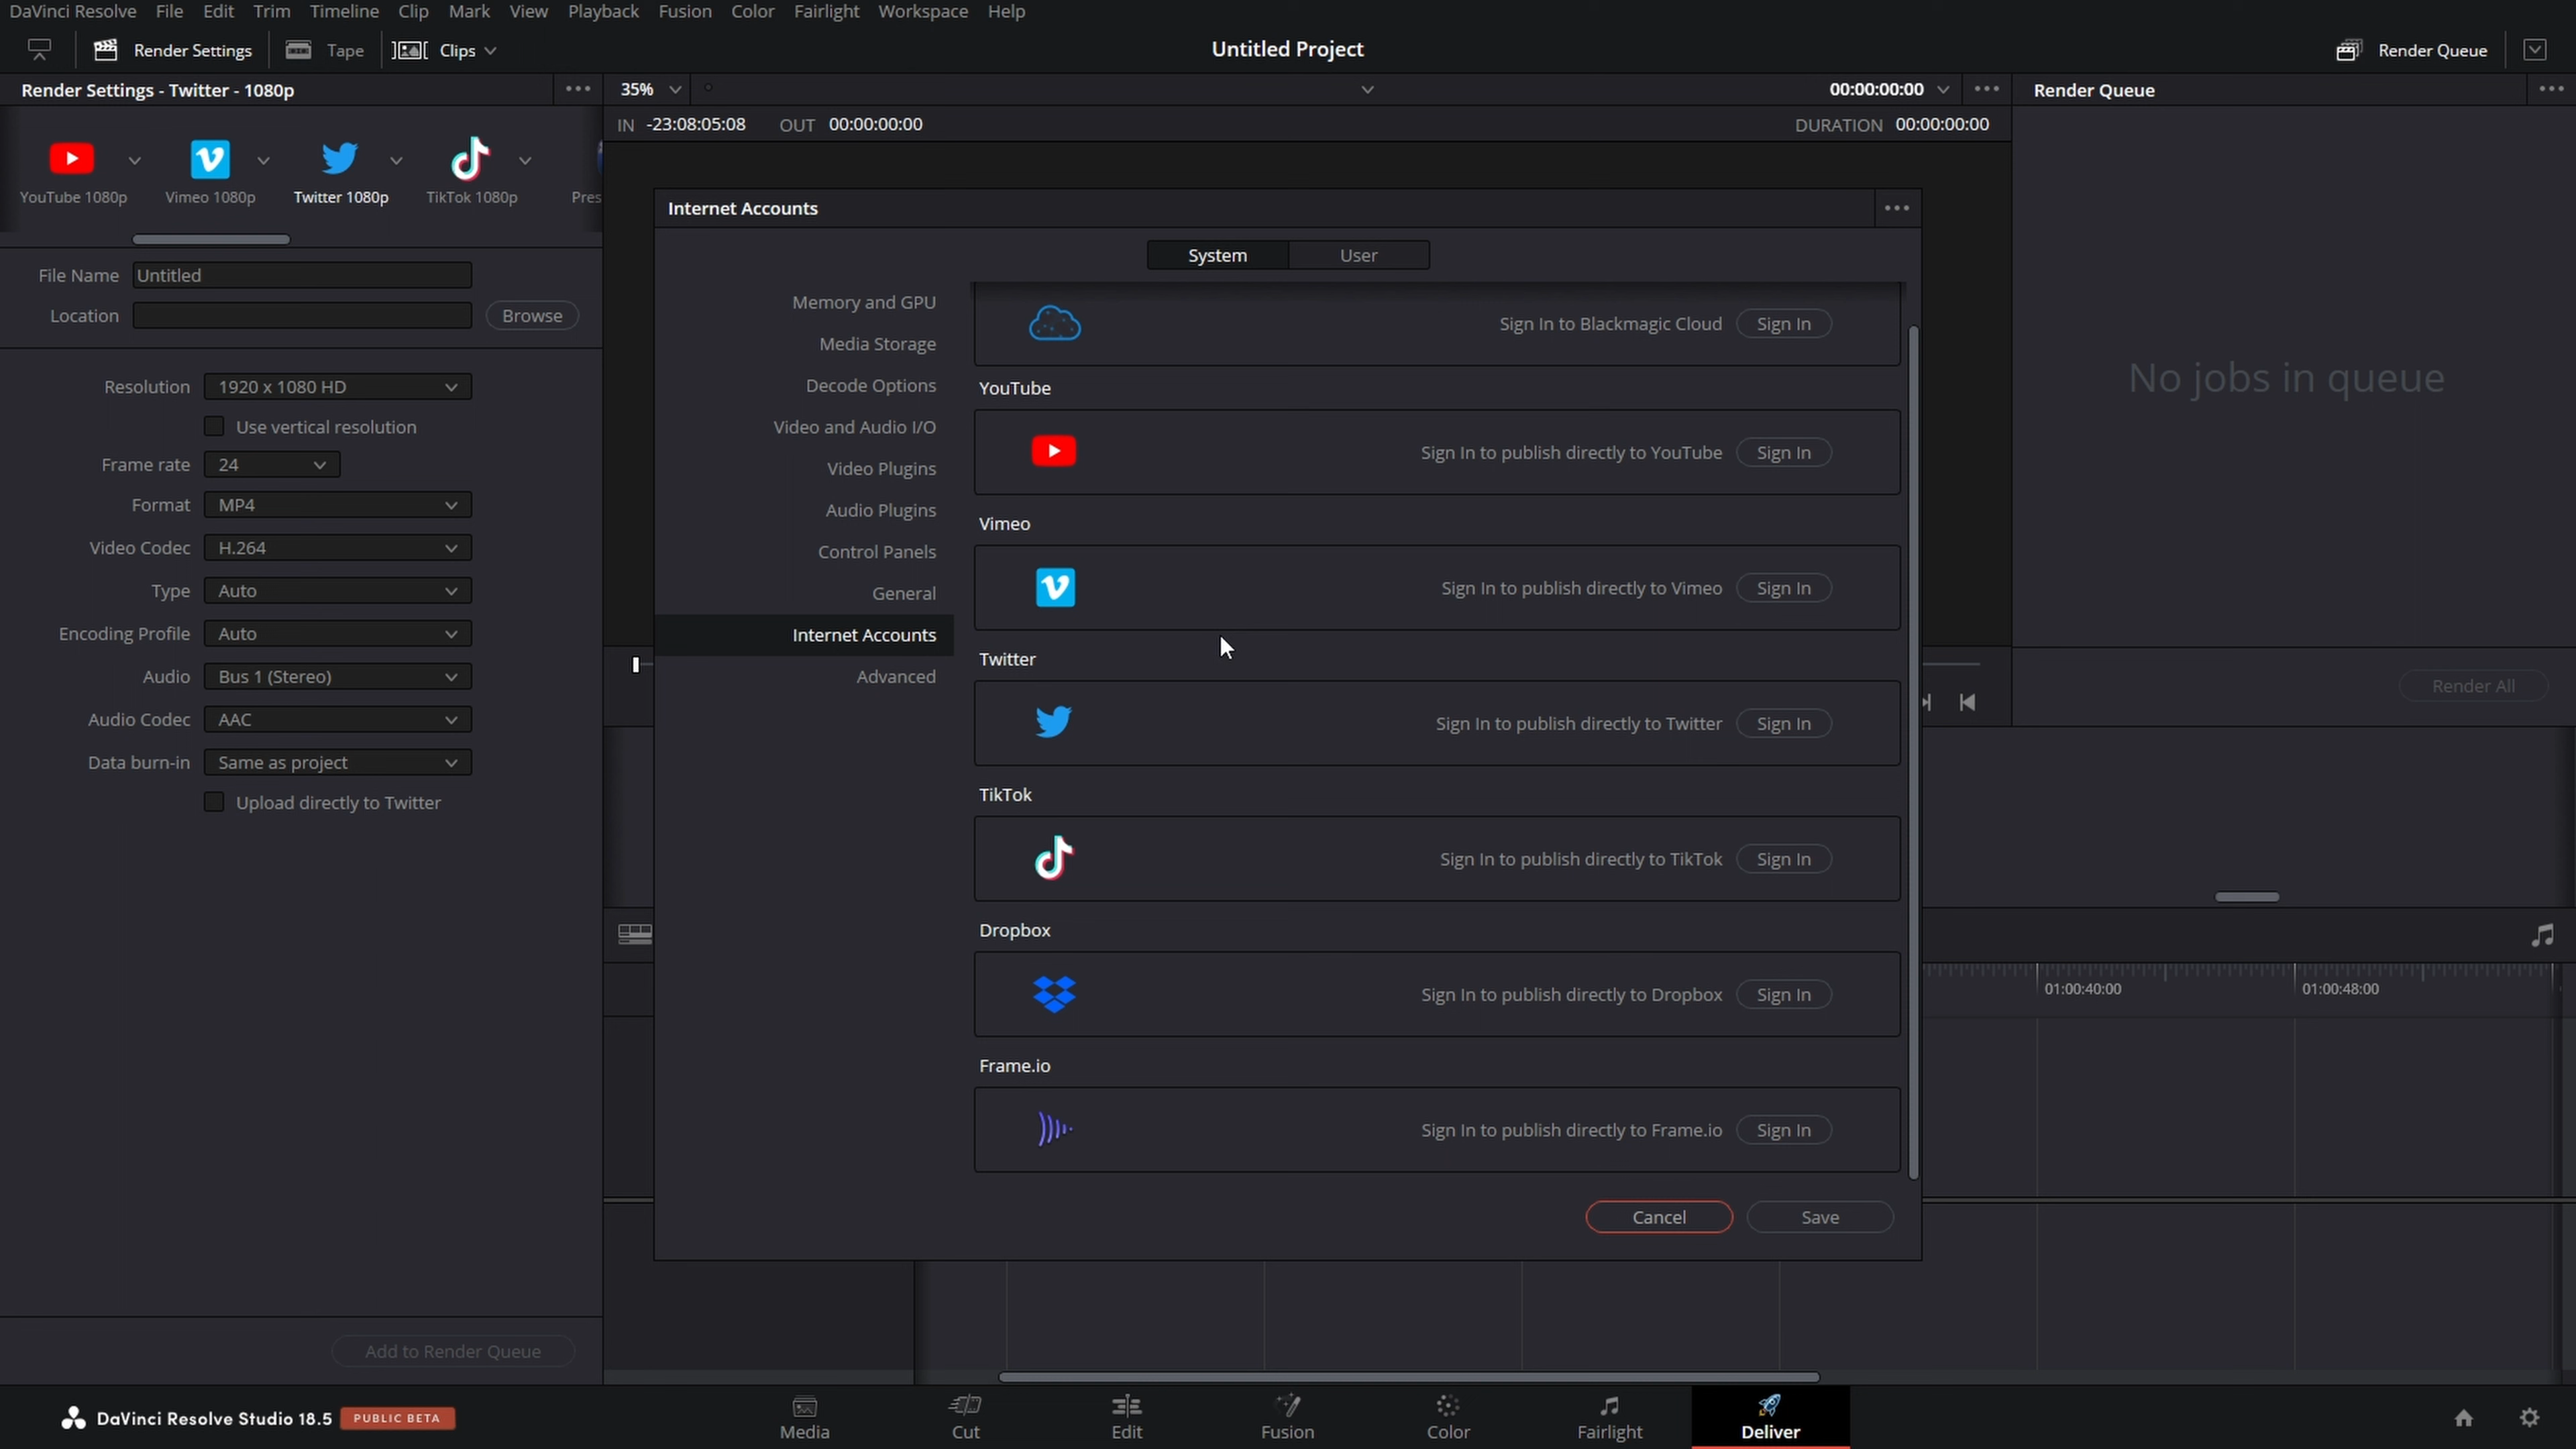 DaVinci Resolve File Edit Trim Timeline Clip Mark View Playback Fusion Color Fairlight Workspace Help
Render Settings Tape Clips Untitled Project Render Queue
Render Settings - Twitter - 1080p 35% 00:00:00:00 Render Queue
IN -23:08:05:08 OUT 00:00:00:00 DURATION 00:00:00:00
YouTube 1080p Vimeo 1080p Twitter 1080p TikTok 1080p Pres
File Name Untitled
Location Browse
Resolution 1920 x 1080 HD
Use vertical resolution
Frame rate 24
Format MP4
Video Codec H.264
Type Auto
Encoding Profile Auto
Audio Bus 1 (Stereo)
Audio Codec AAC
Data burn-in Same as project
Upload directly to Twitter
Add to Render Queue
Internet Accounts
System User
Memory and GPU
Media Storage
Decode Options
Video and Audio I/O
Video Plugins
Audio Plugins
Control Panels
General
Internet Accounts
Advanced
Sign In to Blackmagic Cloud Sign In
YouTube
Sign In to publish directly to YouTube Sign In
Vimeo
Sign In to publish directly to Vimeo Sign In
Twitter
Sign In to publish directly to Twitter Sign In
TikTok
Sign In to publish directly to TikTok Sign In
Dropbox
Sign In to publish directly to Dropbox Sign In
Frame.io
Sign In to publish directly to Frame.io Sign In
Cancel Save
No jobs in queue
Render All
01:00:40:00 01:00:48:00
DaVinci Resolve Studio 18.5 PUBLIC BETA
Media Cut Edit Fusion Color Fairlight Deliver